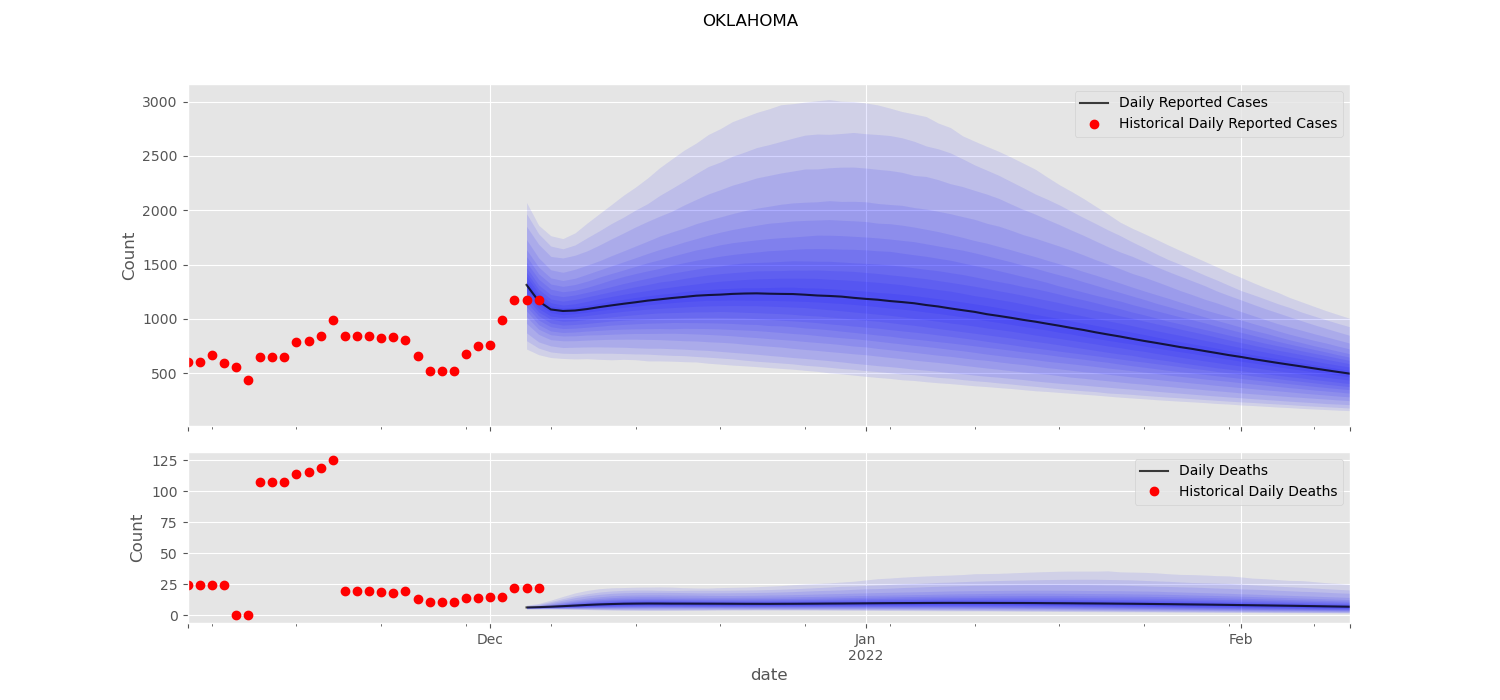 OKLAHOMA
3000
2500
2000
1500
1000
500
Count
Daily Reported Cases
Historical Daily Reported Cases
125
100
75
50
25
0
Count
Daily Deaths
Historical Daily Deaths
Dec
Jan
2022
Feb
date